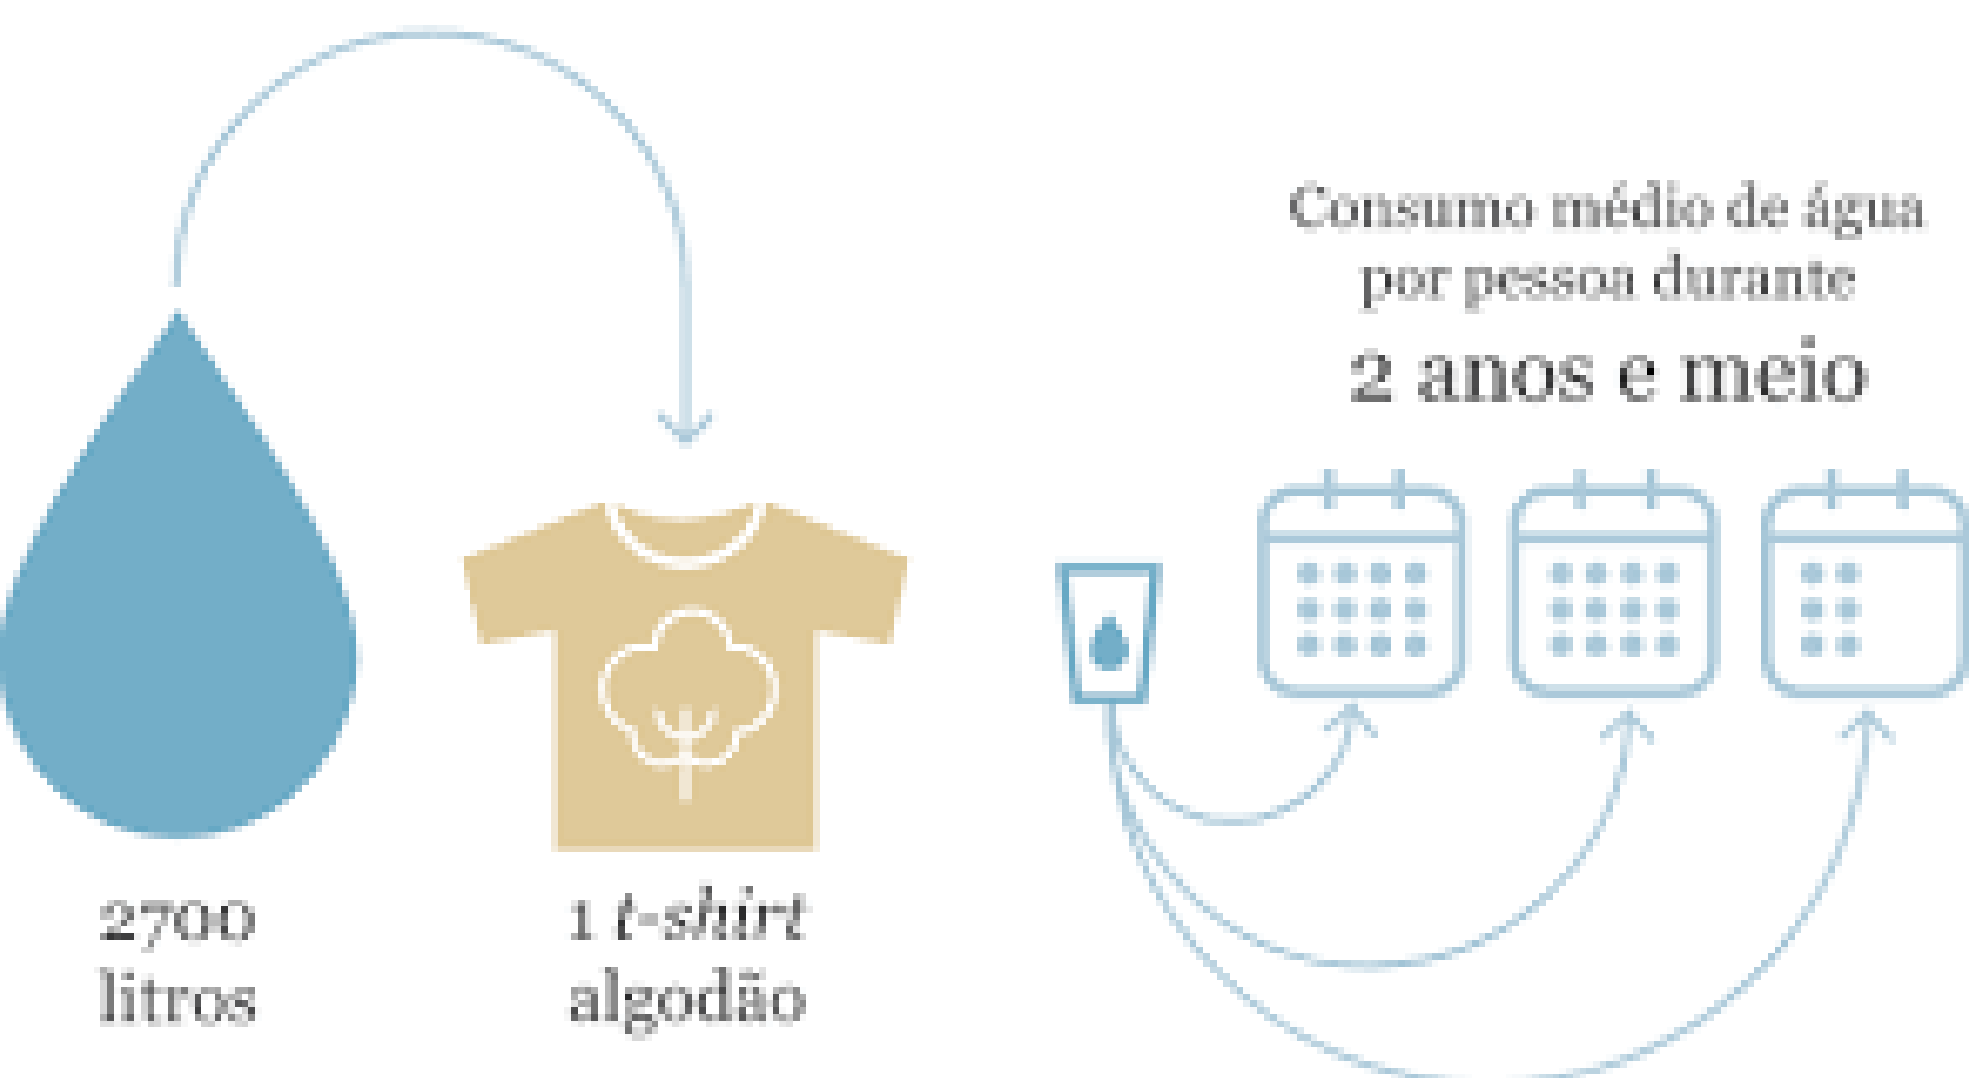 Consumo médio de água
por pessoa durante
2 anos e meio
2700
litros
1 t-shirt
algodão